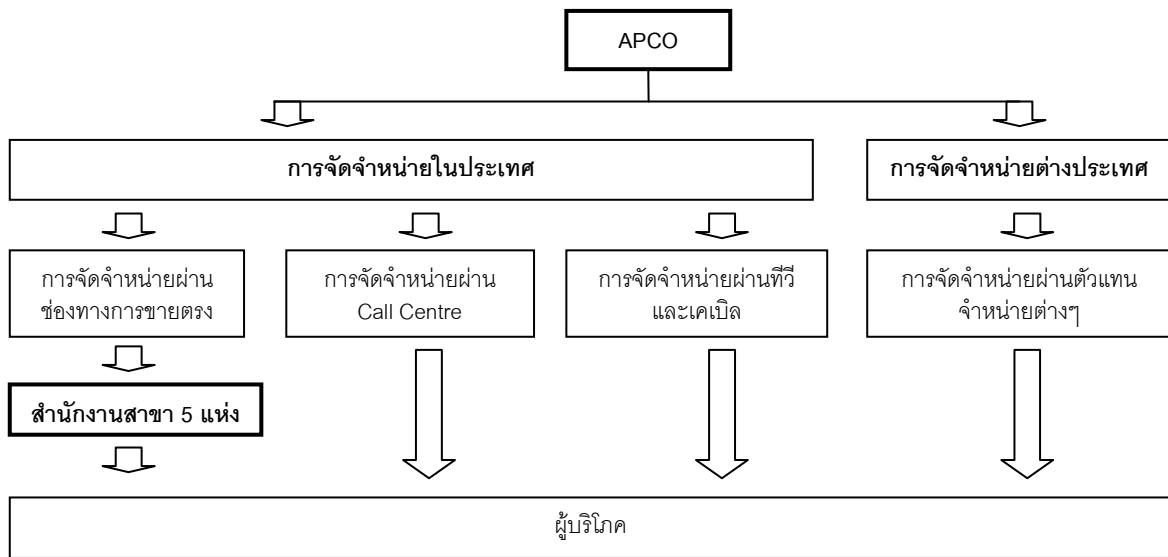 APCO
การจัดจำหน่ายในประเทศ
การจัดจำหน่ายต่างประเทศ
การจัดจำหน่ายผ่าน
ช่องทางการขายตรง
การจัดจำหน่ายผ่าน
Call Centre
การจัดจำหน่ายผ่านทีวี
และเคเบิล
การจัดจำหน่ายผ่านตัวแทน
จำหน่ายต่างๆ
สำนักงานสาขา 5 แห่ง
ผู้บริโภค